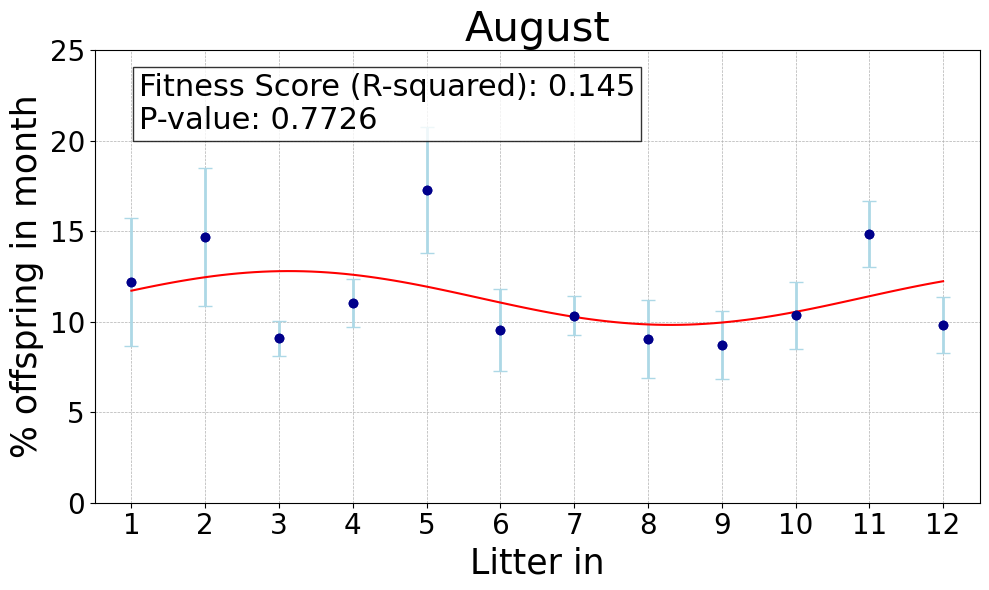 August
Fitness Score (R-squared): 0.145
P-value: 0.7726
% offspring in month
25
20
15
10
5
0
1 2 3 4 5 6 7 8 9 10 11 12
Litter in